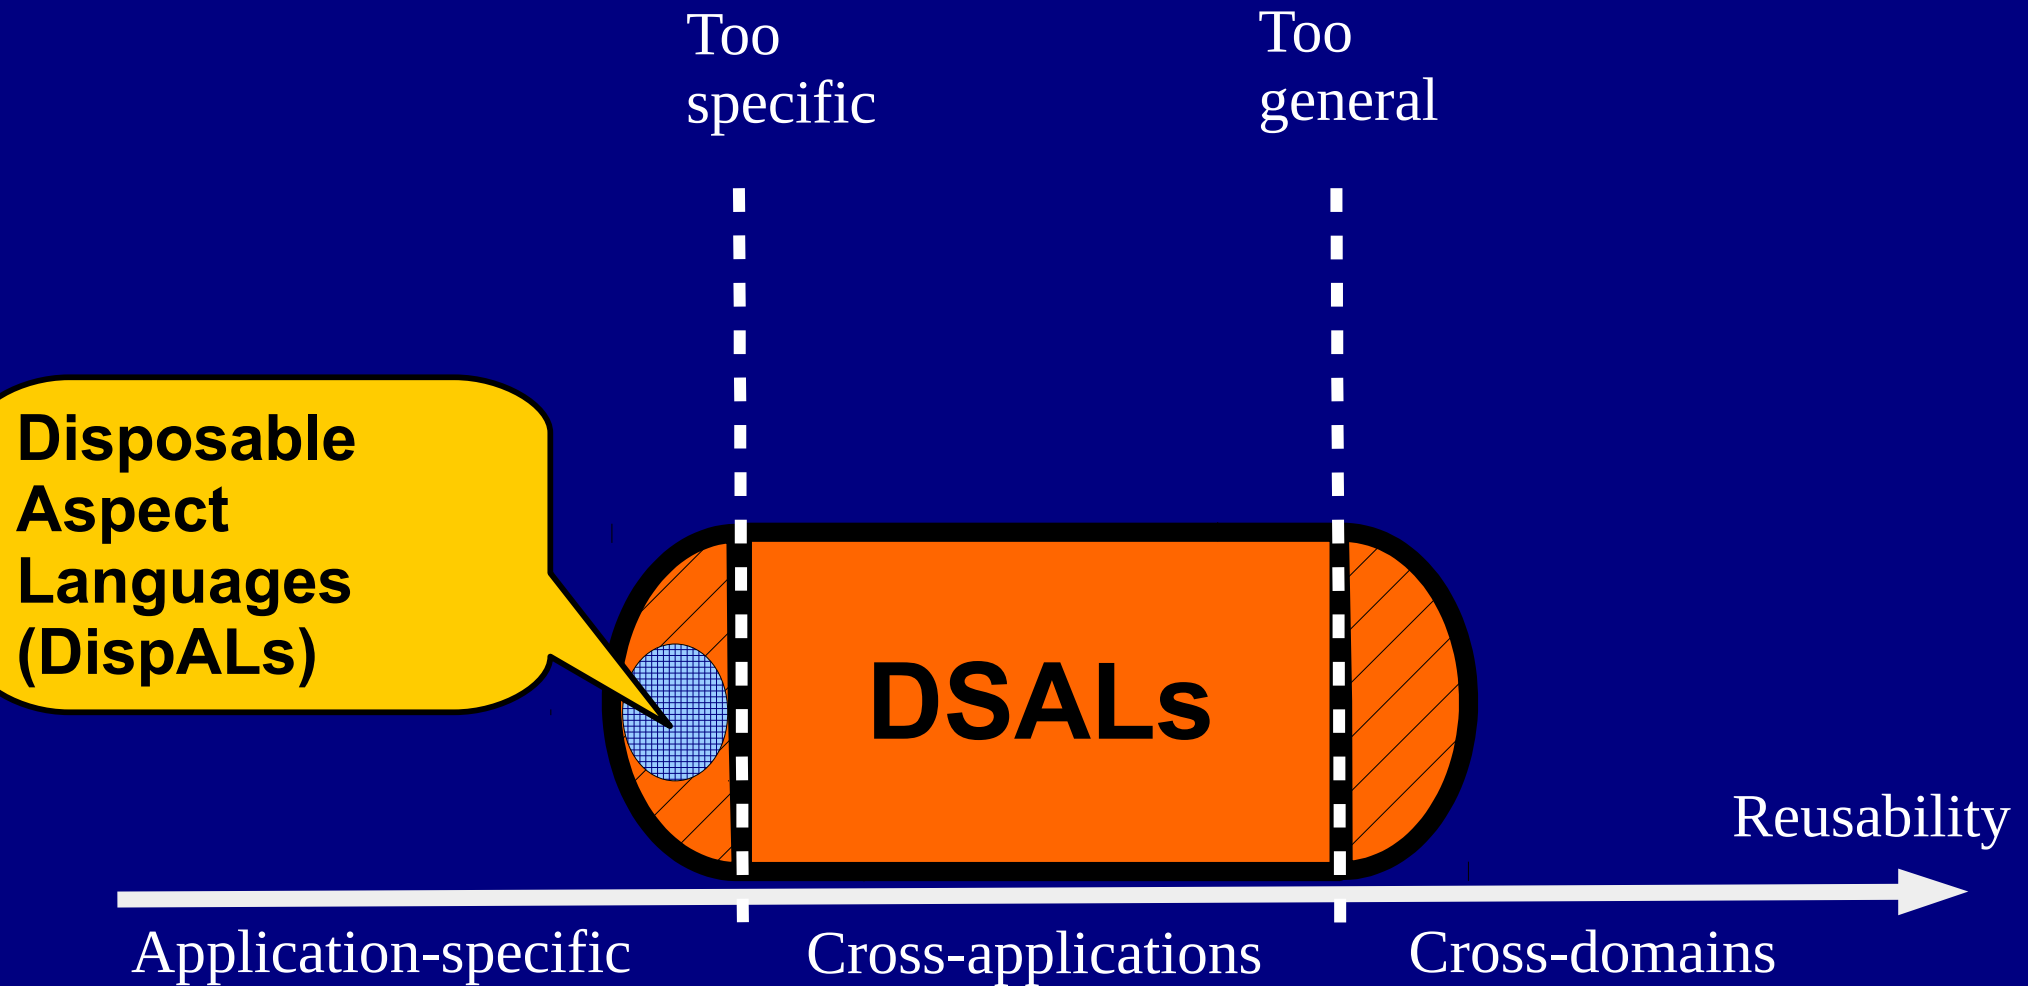 Too
specific
Too
general
Disposable
Aspect
Languages
(DispALs)
DSALs
Reusability
Application-specific
Cross-applications
Cross-domains